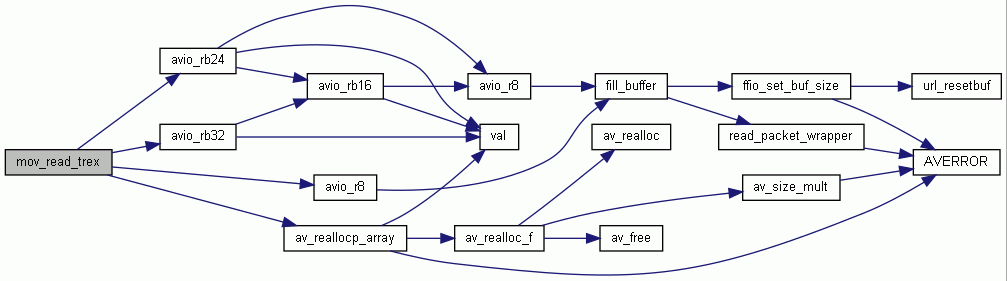 avio_rb24
avio_rb16
avio_r8
fill_buffer
ffio_set_buf_size
url_resetbuf
avio_rb32
val
av_realloc
read_packet_wrapper
mov_read_trex
AVERROR
avio_r8
av_size_mult
av_reallocp_array
av_realloc_f
av_free